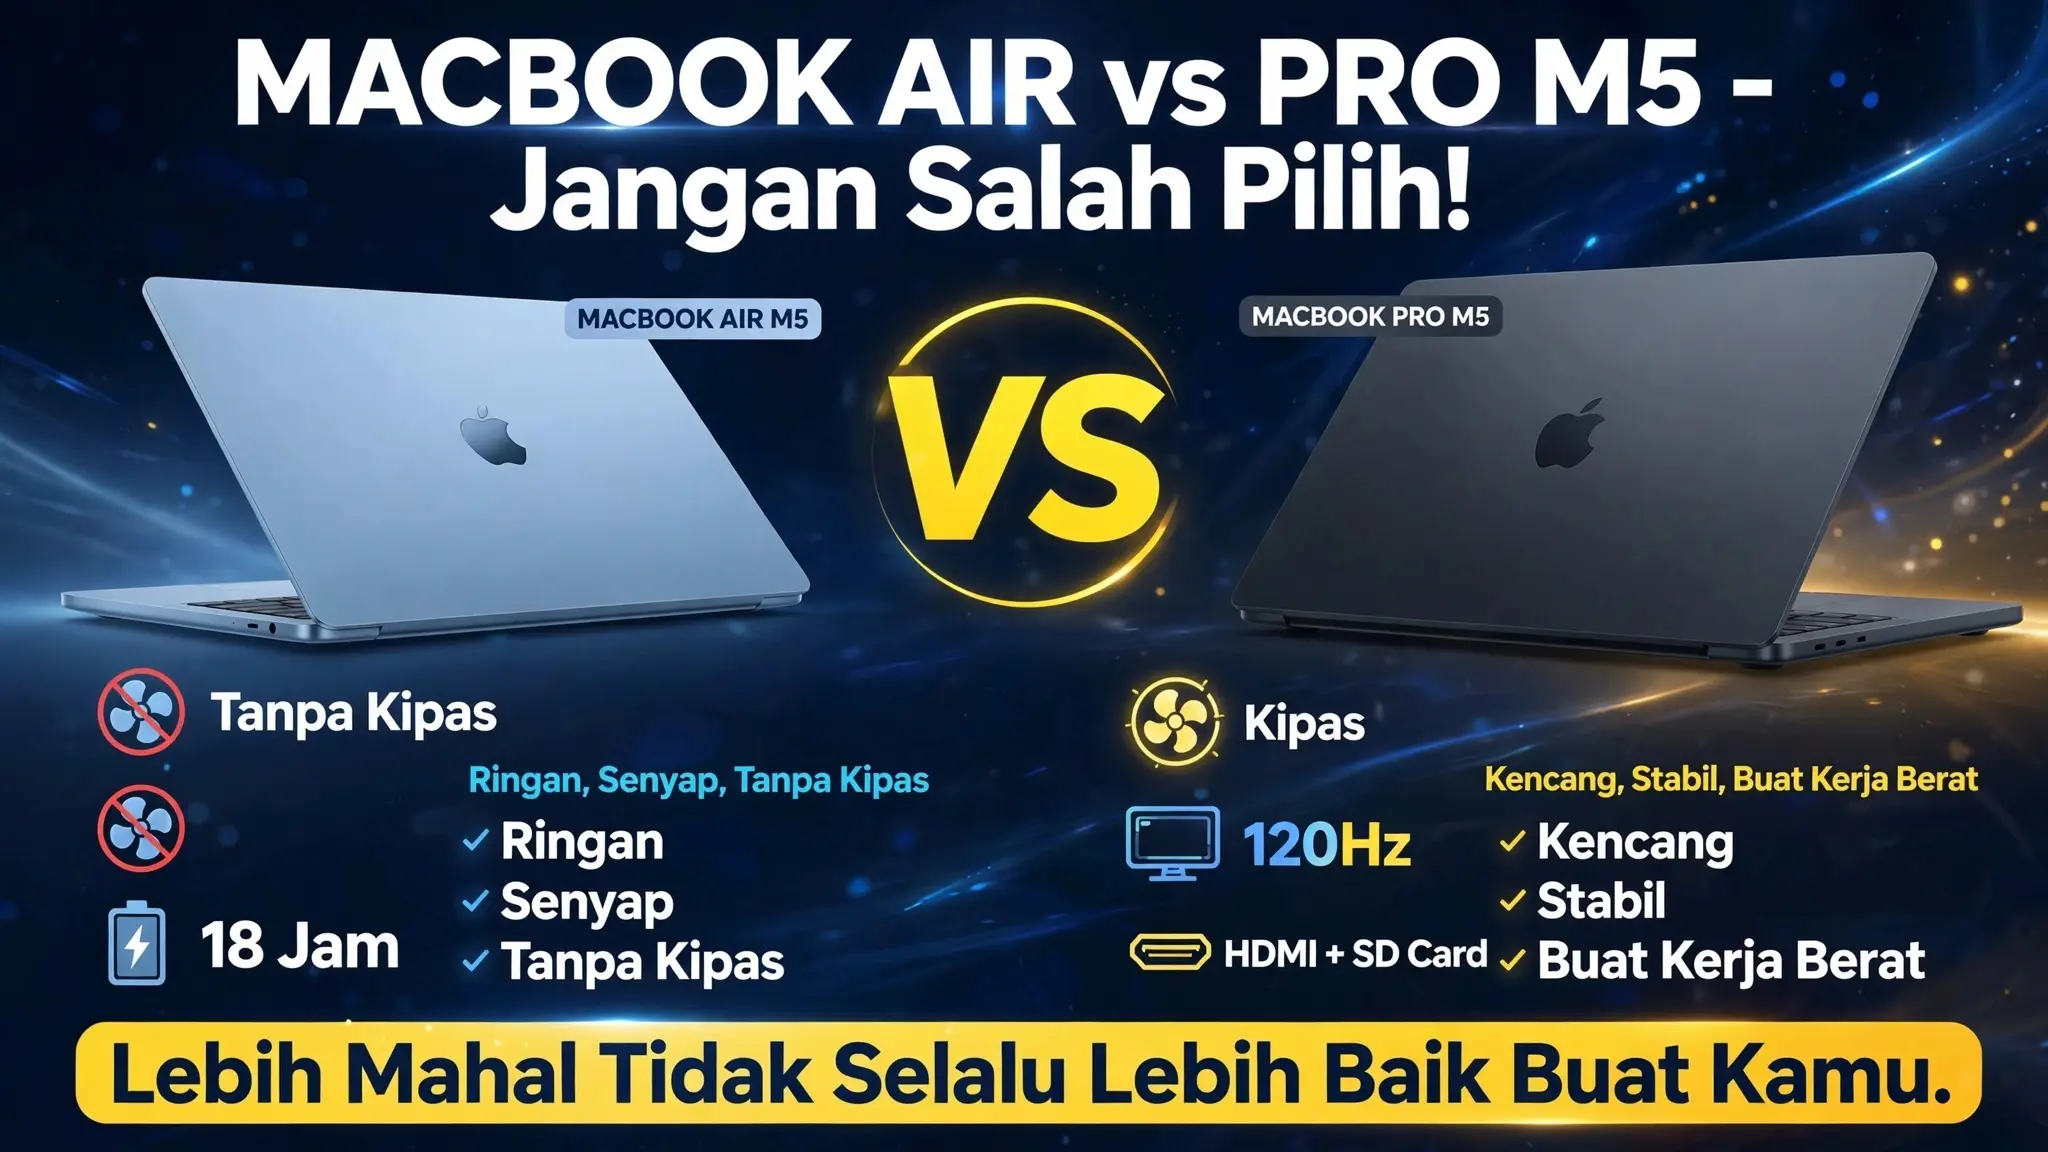 MACBOOK AIR vs PRO M5 -
Jangan Salah Pilih!
MACBOOK AIR M5
VS
MACBOOK PRO M5
Tanpa Kipas
Ringan, Senyap, Tanpa Kipas
✓ Ringan
✓ Senyap
18 Jam
✓ Tanpa Kipas
Kipas
Kencang, Stabil, Buat Kerja Berat
120Hz
✓ Kencang
✓ Stabil
HDMI + SD Card
✓ Buat Kerja Berat
Lebih Mahal Tidak Selalu Lebih Baik Buat Kamu.